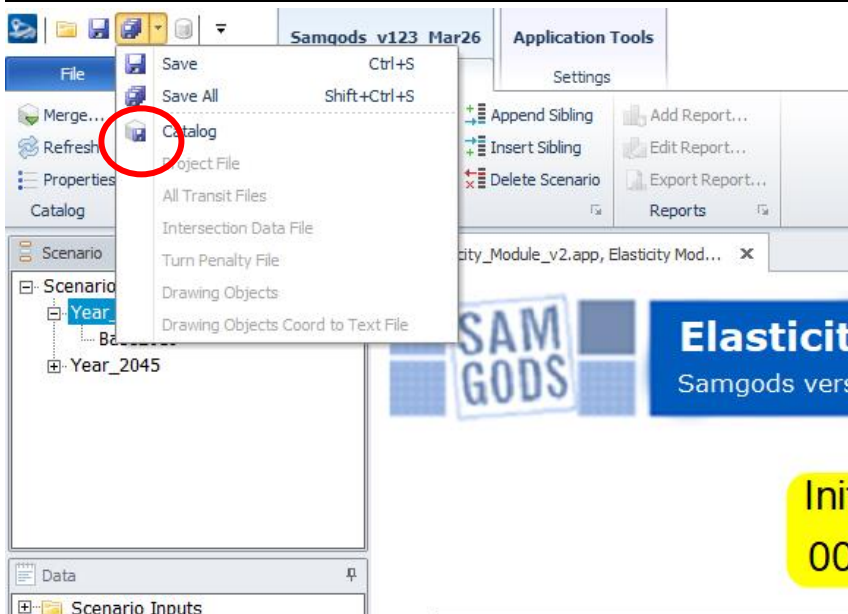 Samgods_v123_Mar26
Application Tools
File
Settings
Save Ctrl+S
Save All Shift+Ctrl+S
Catalog
Project File
All Transit Files
Intersection Data File
Turn Penalty File
Drawing Objects
Drawing Objects Coord to Text File
Merge...
Refresh
Properties
Catalog
Append Sibling
Insert Sibling
Delete Scenario
Add Report...
Edit Report...
Export Report...
Reports
Scenario
city_Module_v2.app, Elasticity Mod...
Scenario
Year_
Year_2045
SAM
GODS
Elasticit
Samgods vers
Ini
00
Data
Scenario Inputs